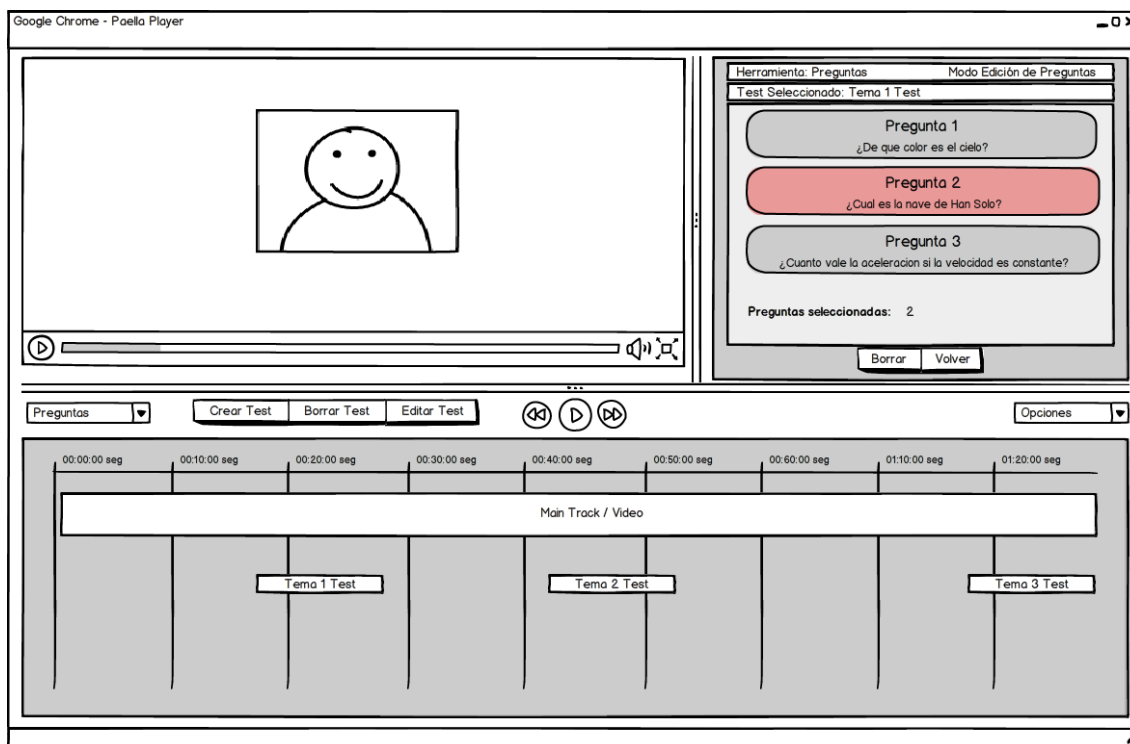 Google Chrome - Paella Player
Herramienta: Preguntas Modo Edición de Preguntas
Test Seleccionado: Tema 1 Test
Pregunta 1
¿De que color es el cielo?
Pregunta 2
¿Cual es la nave de Han Solo?
Pregunta 3
¿Cuanto vale la aceleracion si la velocidad es constante?
Preguntas seleccionadas: 2
Borrar Volver
Preguntas Crear Test Borrar Test Editar Test Opciones
00:00:00 seg 00:10:00 seg 00:20:00 seg 00:30:00 seg 00:40:00 seg 00:50:00 seg 00:60:00 seg 01:10:00 seg 01:20:00 seg
Main Track / Video
Tema 1 Test Tema 2 Test Tema 3 Test